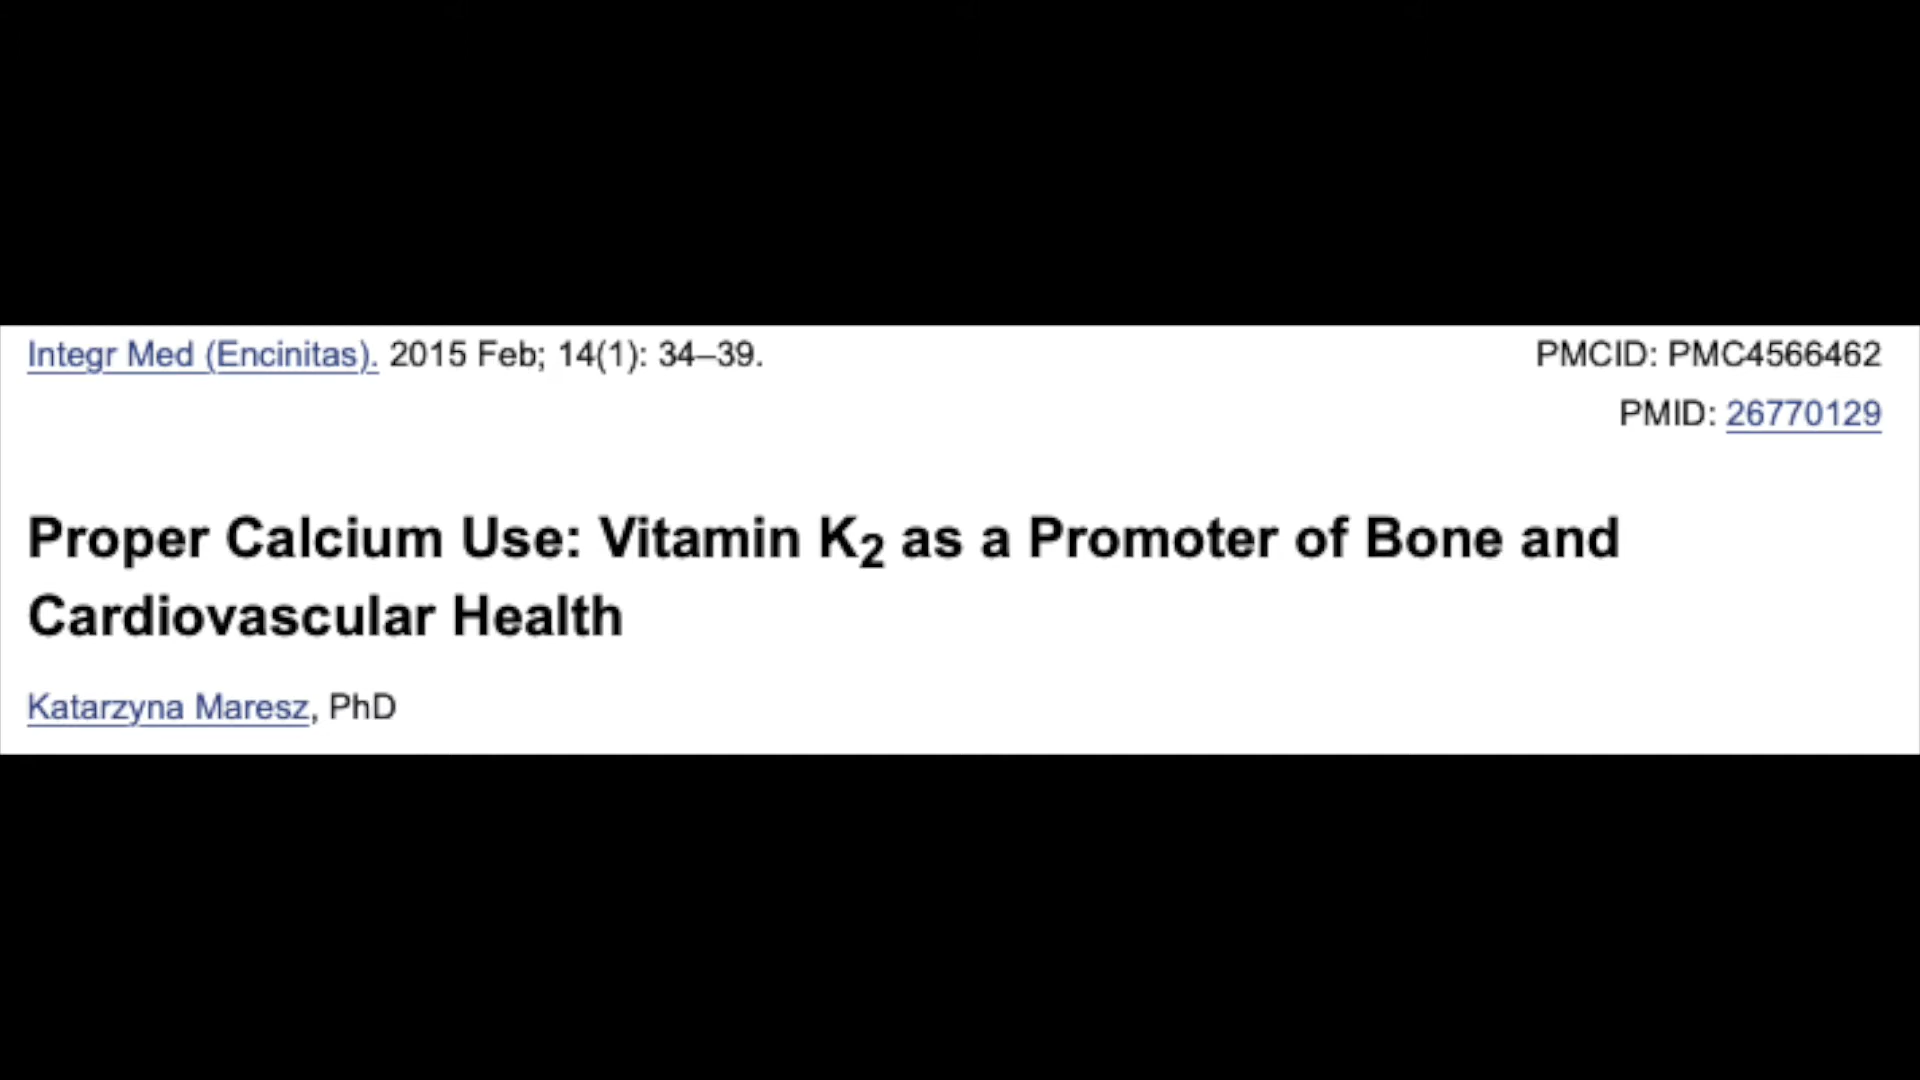 Integr Med (Encinitas). 2015 Feb; 14(1): 34–39.
PMCID: PMC4566462
PMID: 26770129
Proper Calcium Use: Vitamin K₂ as a Promoter of Bone and
Cardiovascular Health
Katarzyna Maresz, PhD